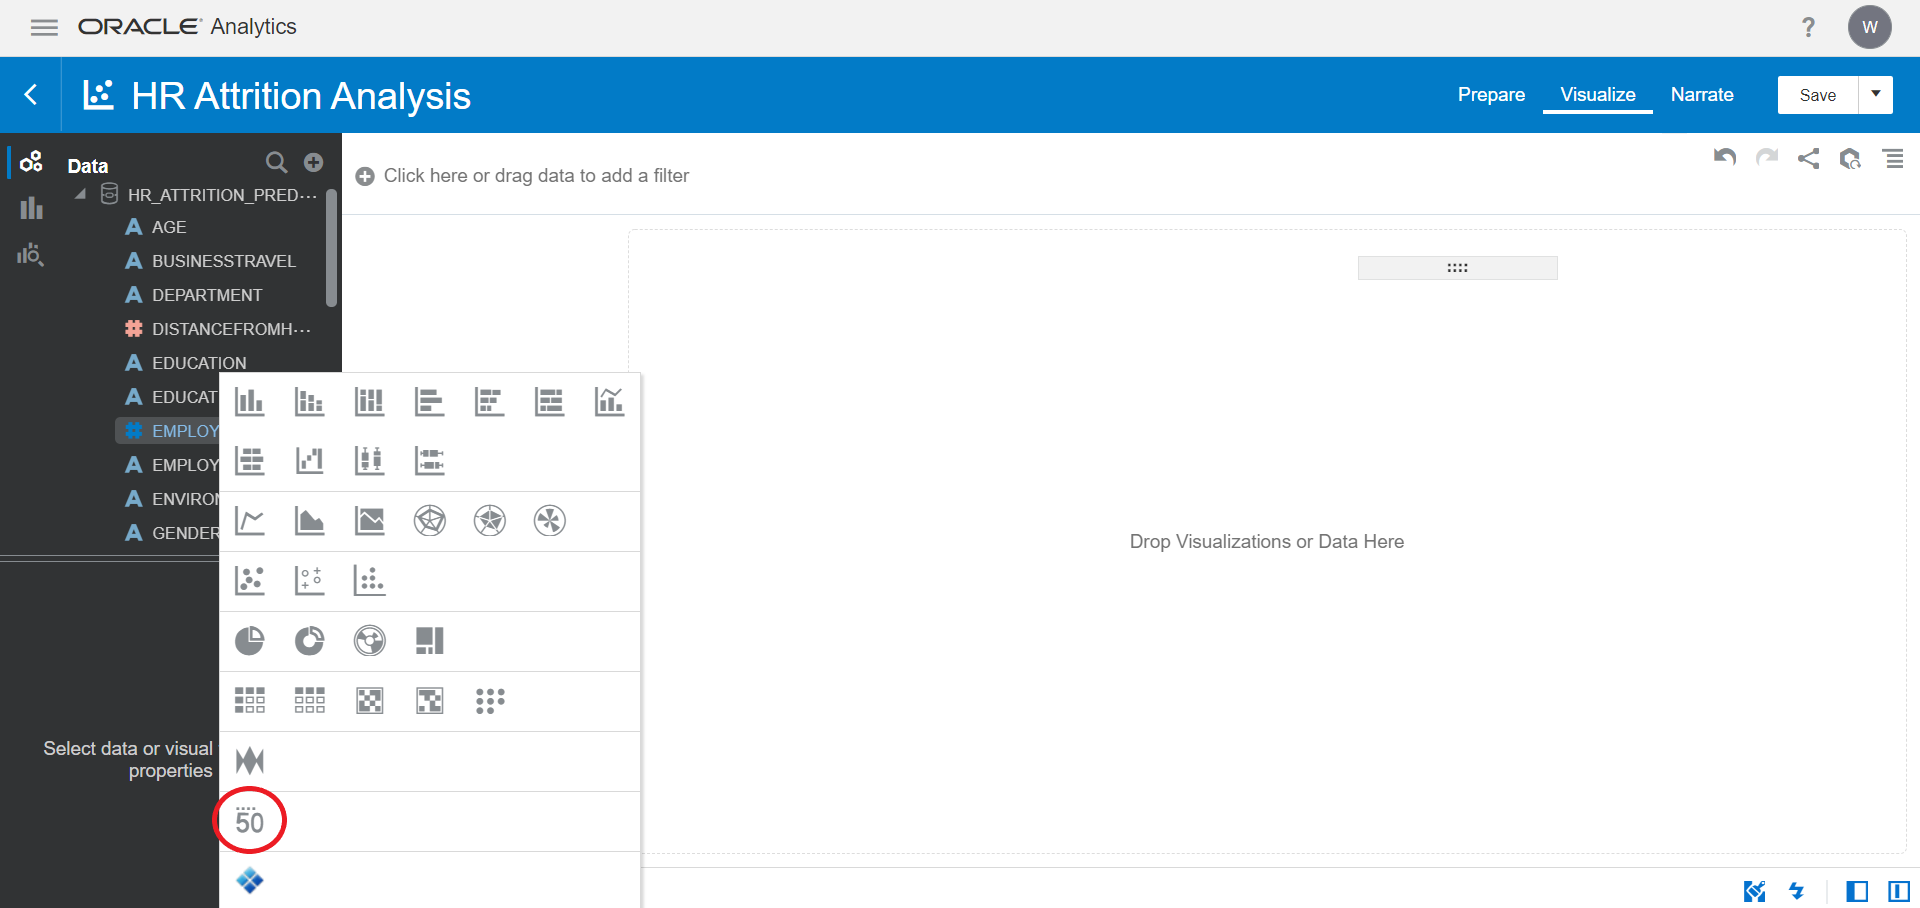 ORACLE Analytics
?
W
HR Attrition Analysis
Prepare
Visualize
Narrate
Save
Data
Click here or drag data to add a filter
HR_ATTRITION_PRED...
A AGE
A BUSINESSTRAVEL
A DEPARTMENT
# DISTANCEFROMH...
A EDUCATION
A EDUCAT
# EMPLOY
A EMPLOY
A ENVIRON
A GENDER
Drop Visualizations or Data Here
Select data or visual
properties
50